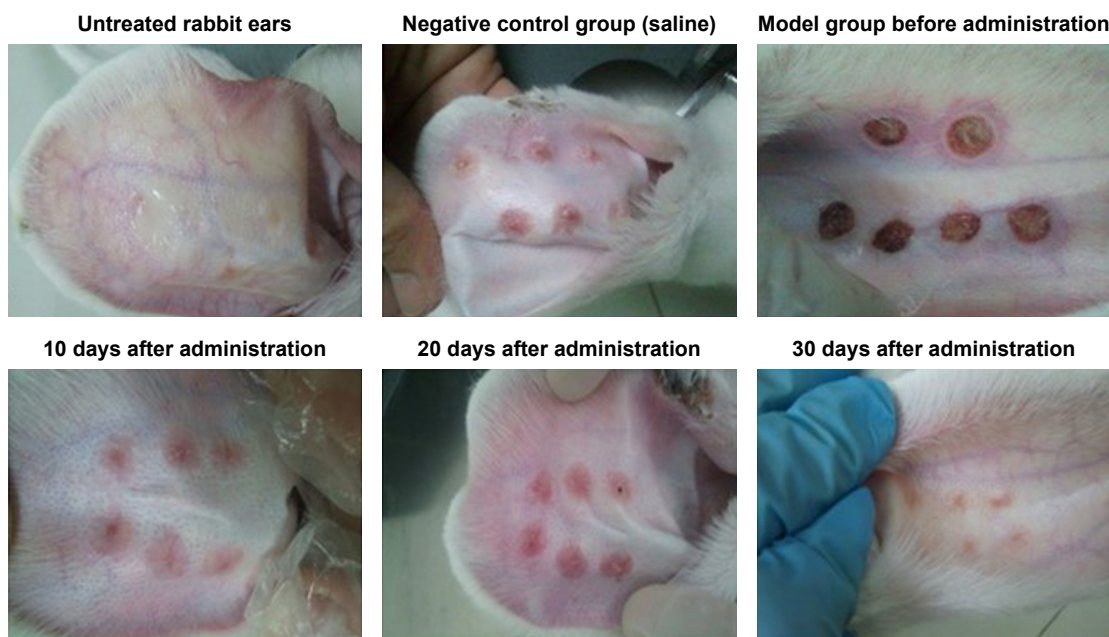 Untreated rabbit ears
Negative control group (saline)
Model group before administration
10 days after administration
20 days after administration
30 days after administration